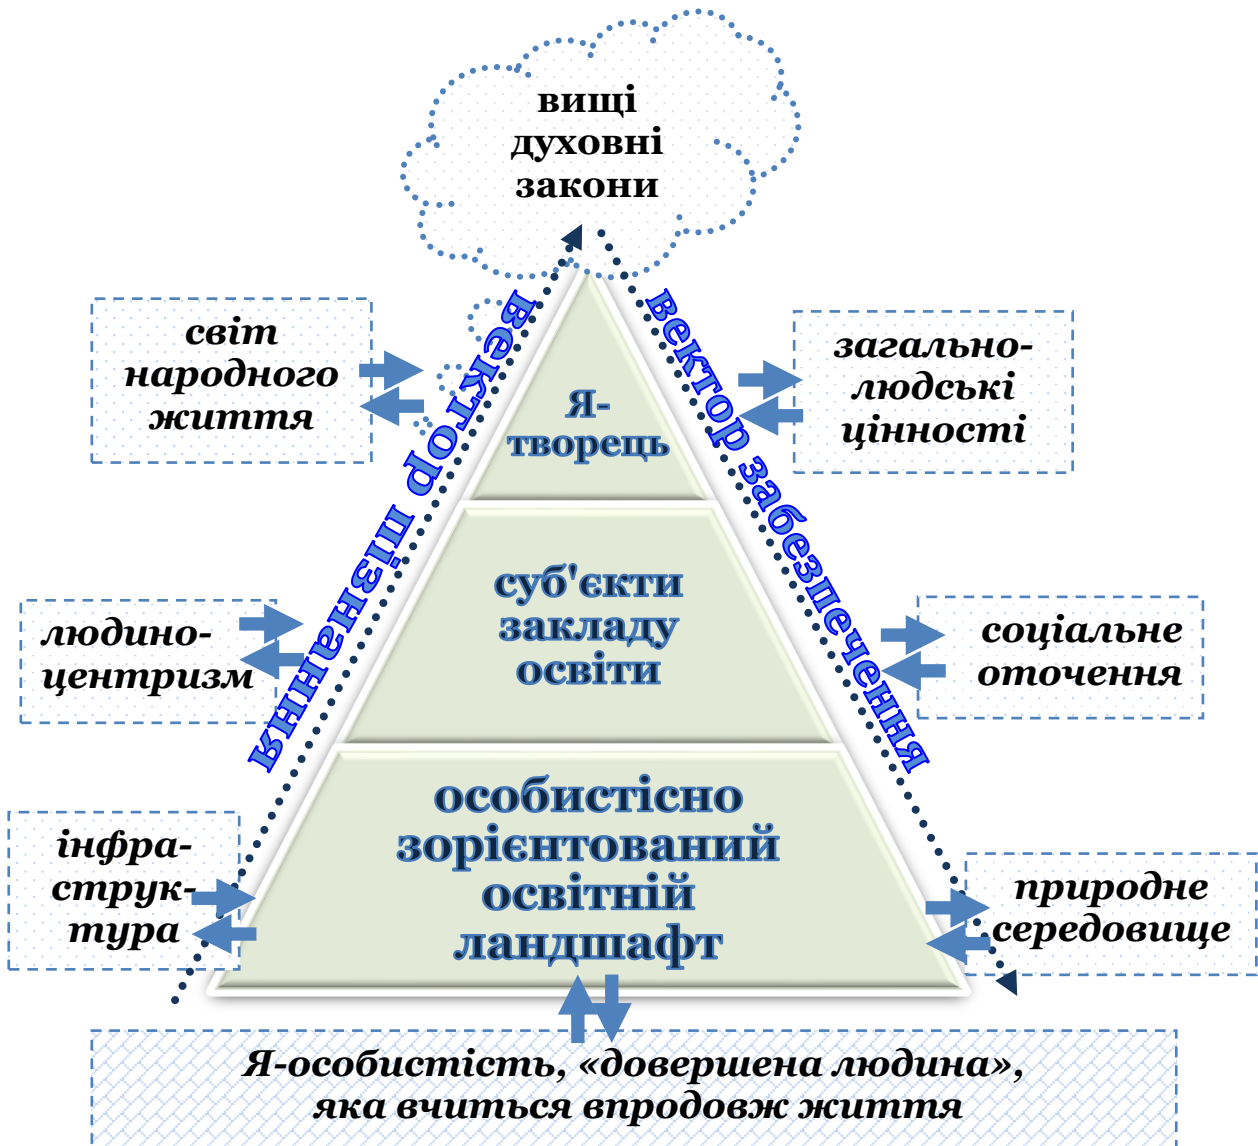 вищі
духовні
закони
світ
народного
життя
вектор пізнання
вектор забезпечення
загально-
людські
цінності
Я-
творець
людино-
центризм
суб'єкти
закладу
освіти
соціальне
оточення
інфра-
струк-
тура
особистісно
зорієнтований
освітній
ландшафт
природне
середовище
Я-особистість, «довершена людина»,
яка вчиться впродовж життя